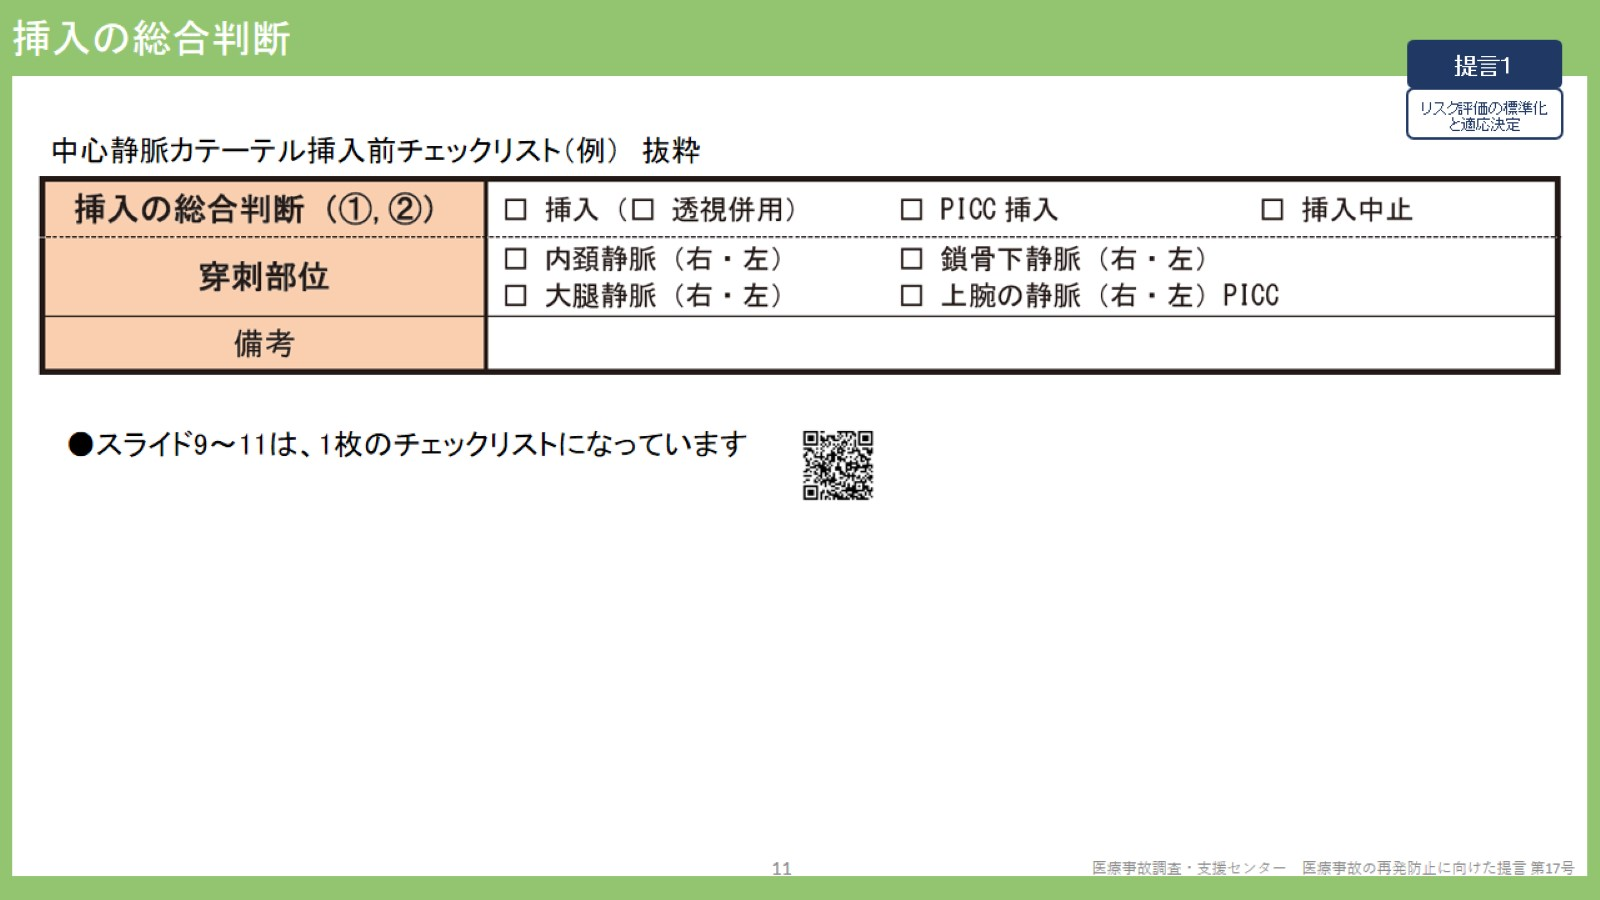 挿入の総合判断
提言1
リスク評価の標準化
と適応決定
中心静脈カテーテル挿入前チェックリスト（例） 抜粋
挿入の総合判断（①,②） □ 挿入（□ 透視併用） □ PICC 挿入 □ 挿入中止
穿刺部位 □ 内頚静脈（右・左） □ 鎖骨下静脈（右・左）
□ 大腿静脈（右・左） □ 上腕の静脈（右・左）PICC
備考
●スライド9～11は、1枚のチェックリストになっています
11
医療事故調査・支援センター　医療事故の再発防止に向けた提言 第17号